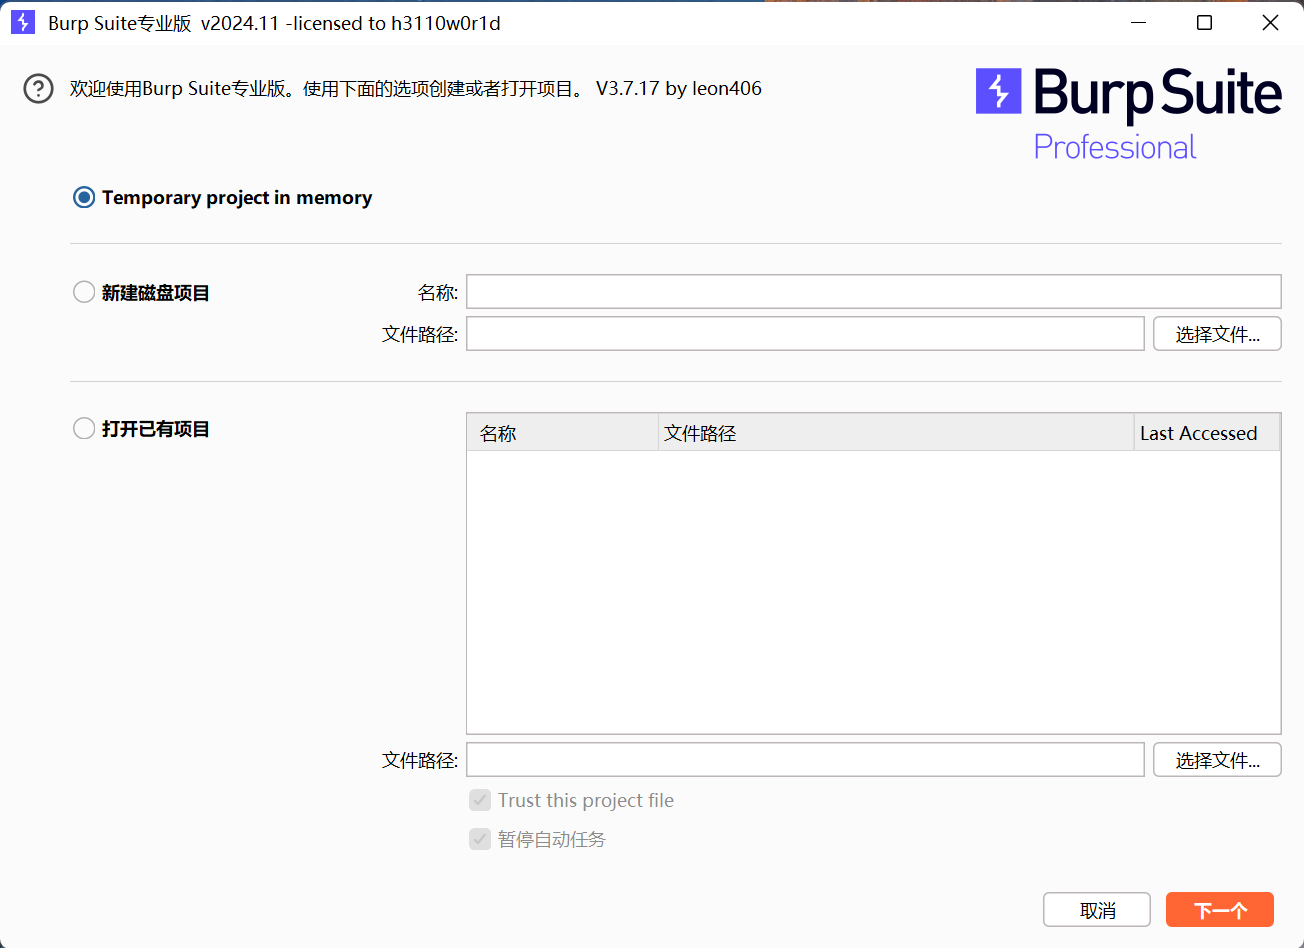 Burp Suite专业版 v2024.11 -licensed to h3110w0r1d
欢迎使用Burp Suite专业版。使用下面的选项创建或者打开项目。 V3.7.17 by leon406
Burp Suite
Professional
Temporary project in memory
新建磁盘项目
名称:
文件路径:
选择文件...
打开已有项目
名称
文件路径
Last Accessed
文件路径:
选择文件...
Trust this project file
暂停自动任务
取消
下一个